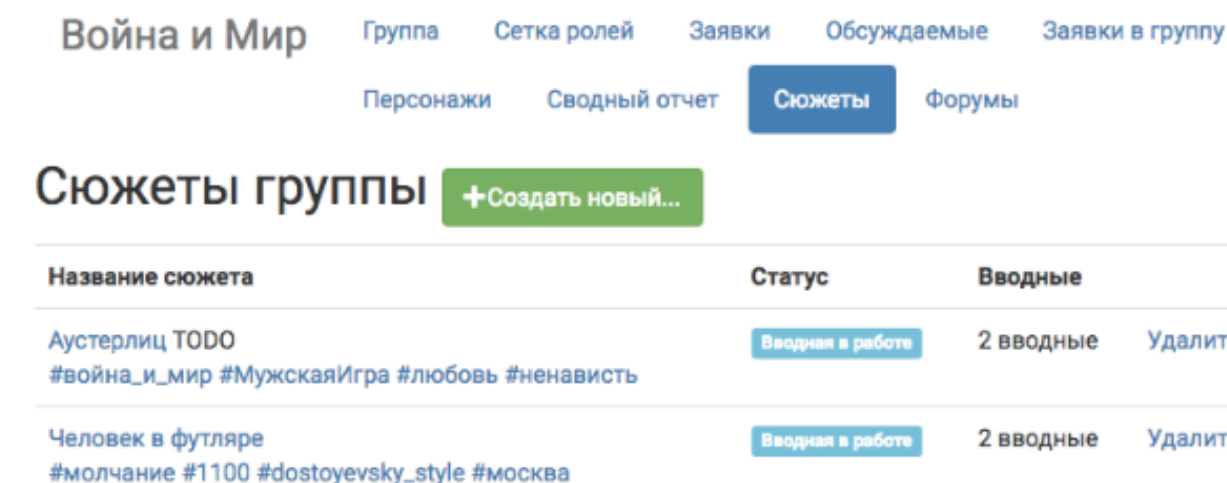 Война и Мир Группа Сетка ролей Заявки Обсуждаемые Заявки в группу
Персонажи Сводный отчет Сюжеты Форумы
Сюжеты группы +Создать новый...
Название сюжета Статус Вводные
Аустерлиц TODO Вводная в работе 2 вводные Удалит
#война_и_мир #МужскаяИгра #любовь #ненависть
Человек в футляре Вводная в работе 2 вводные Удалит
#молчание #1100 #dostoyevsky_style #москва